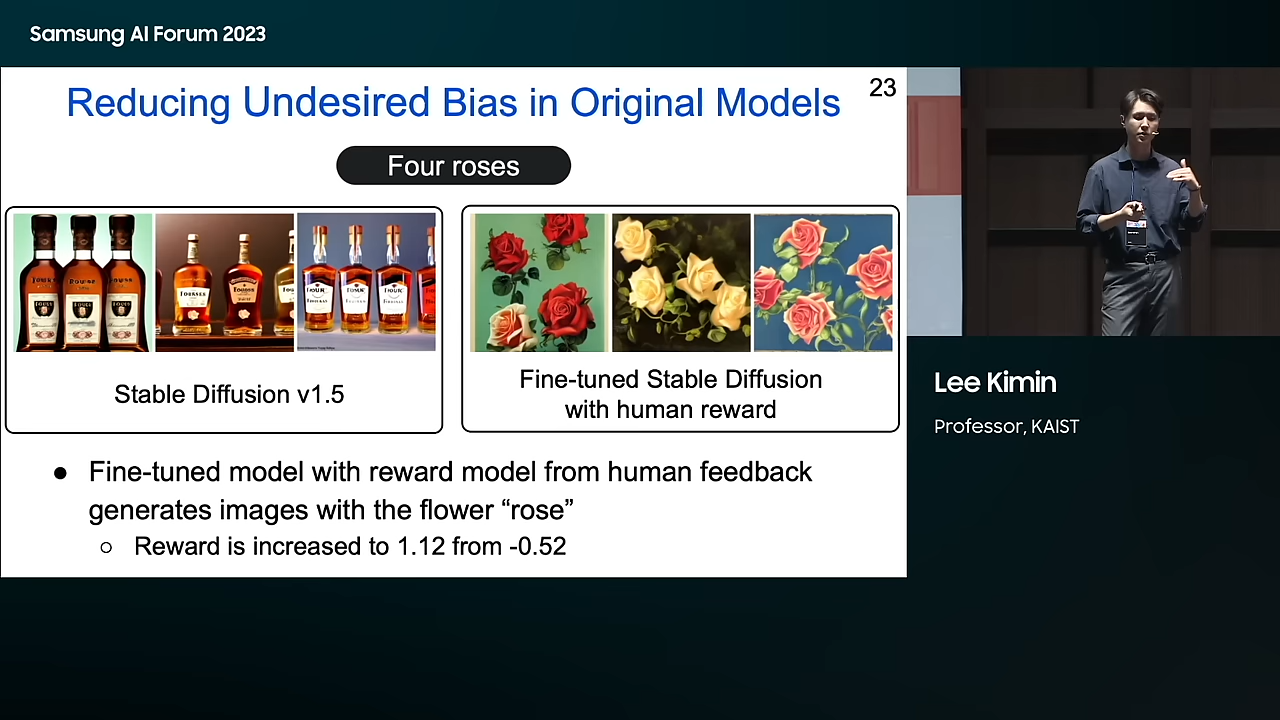 Samsung AI Forum 2023
23
Reducing Undesired Bias in Original Models
Four roses
Stable Diffusion v1.5
Fine-tuned Stable Diffusion
with human reward
● Fine-tuned model with reward model from human feedback
generates images with the flower “rose”
○ Reward is increased to 1.12 from -0.52
Lee Kimin
Professor, KAIST